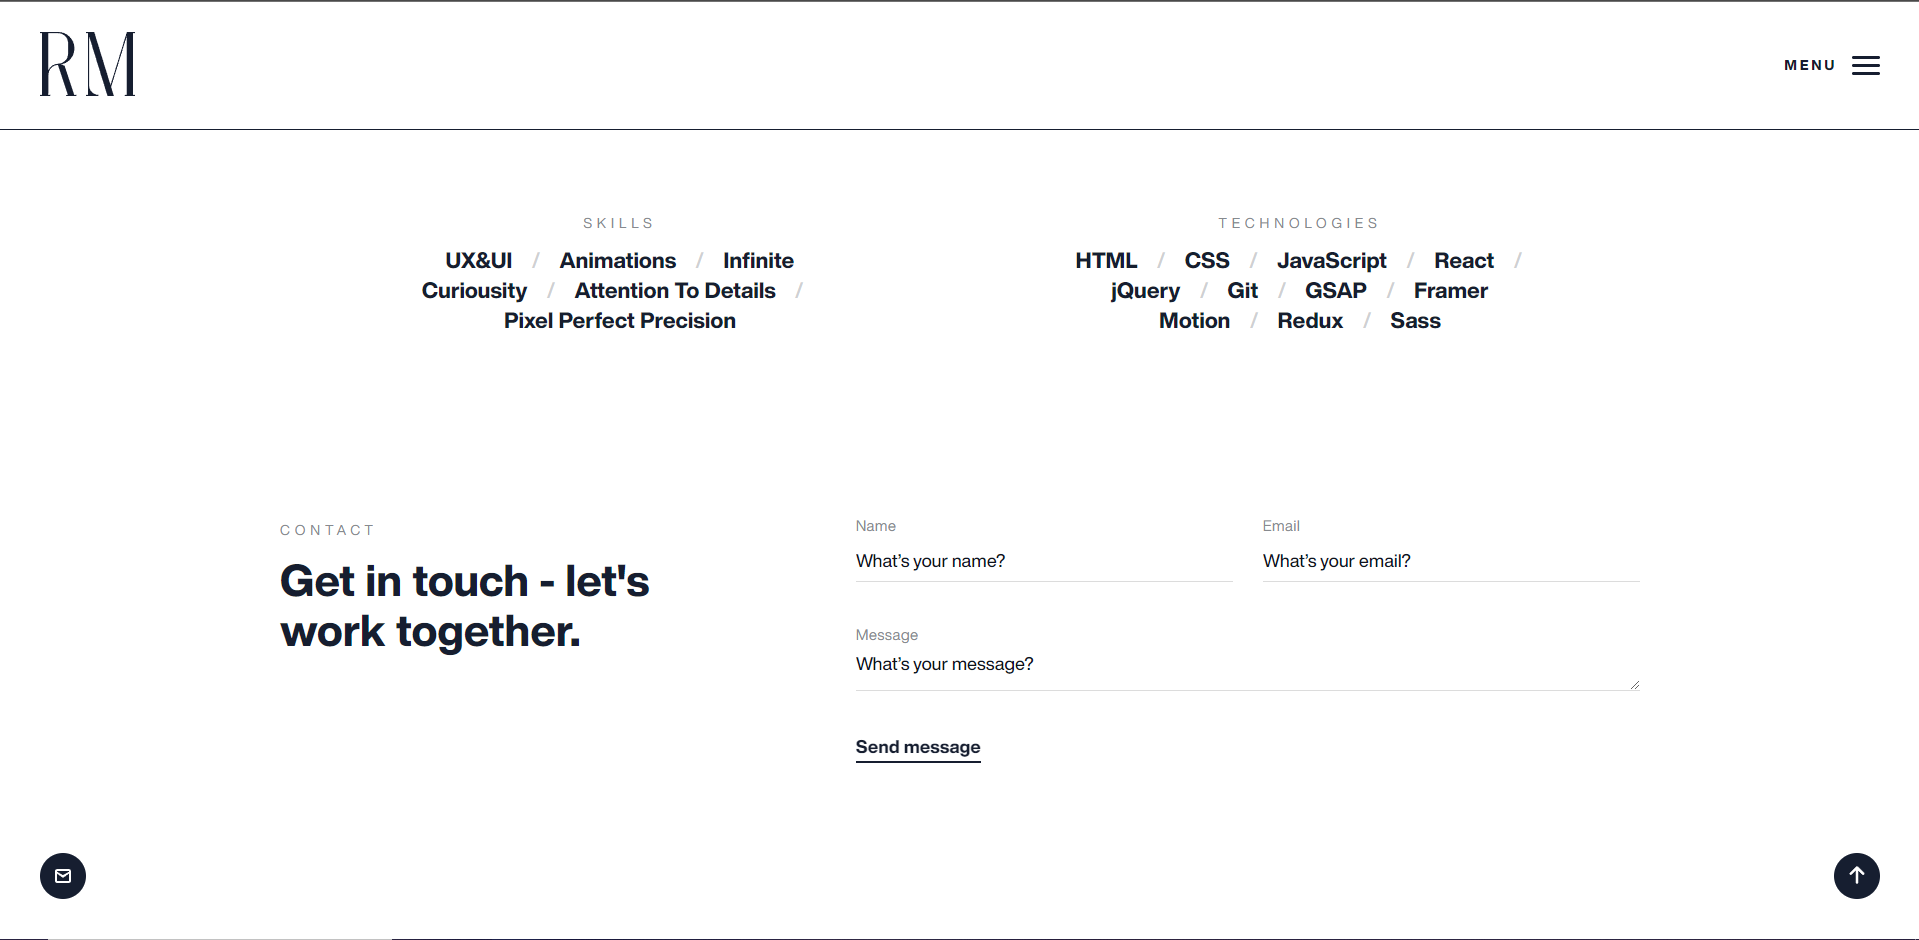 RM
MENU
SKILLS
UX&UI / Animations / Infinite
Curiousity / Attention To Details /
Pixel Perfect Precision
TECHNOLOGIES
HTML / CSS / JavaScript / React /
jQuery / Git / GSAP / Framer
Motion / Redux / Sass
CONTACT
Get in touch - let's
work together.
Name
What's your name?
Email
What's your email?
Message
What's your message?
Send message